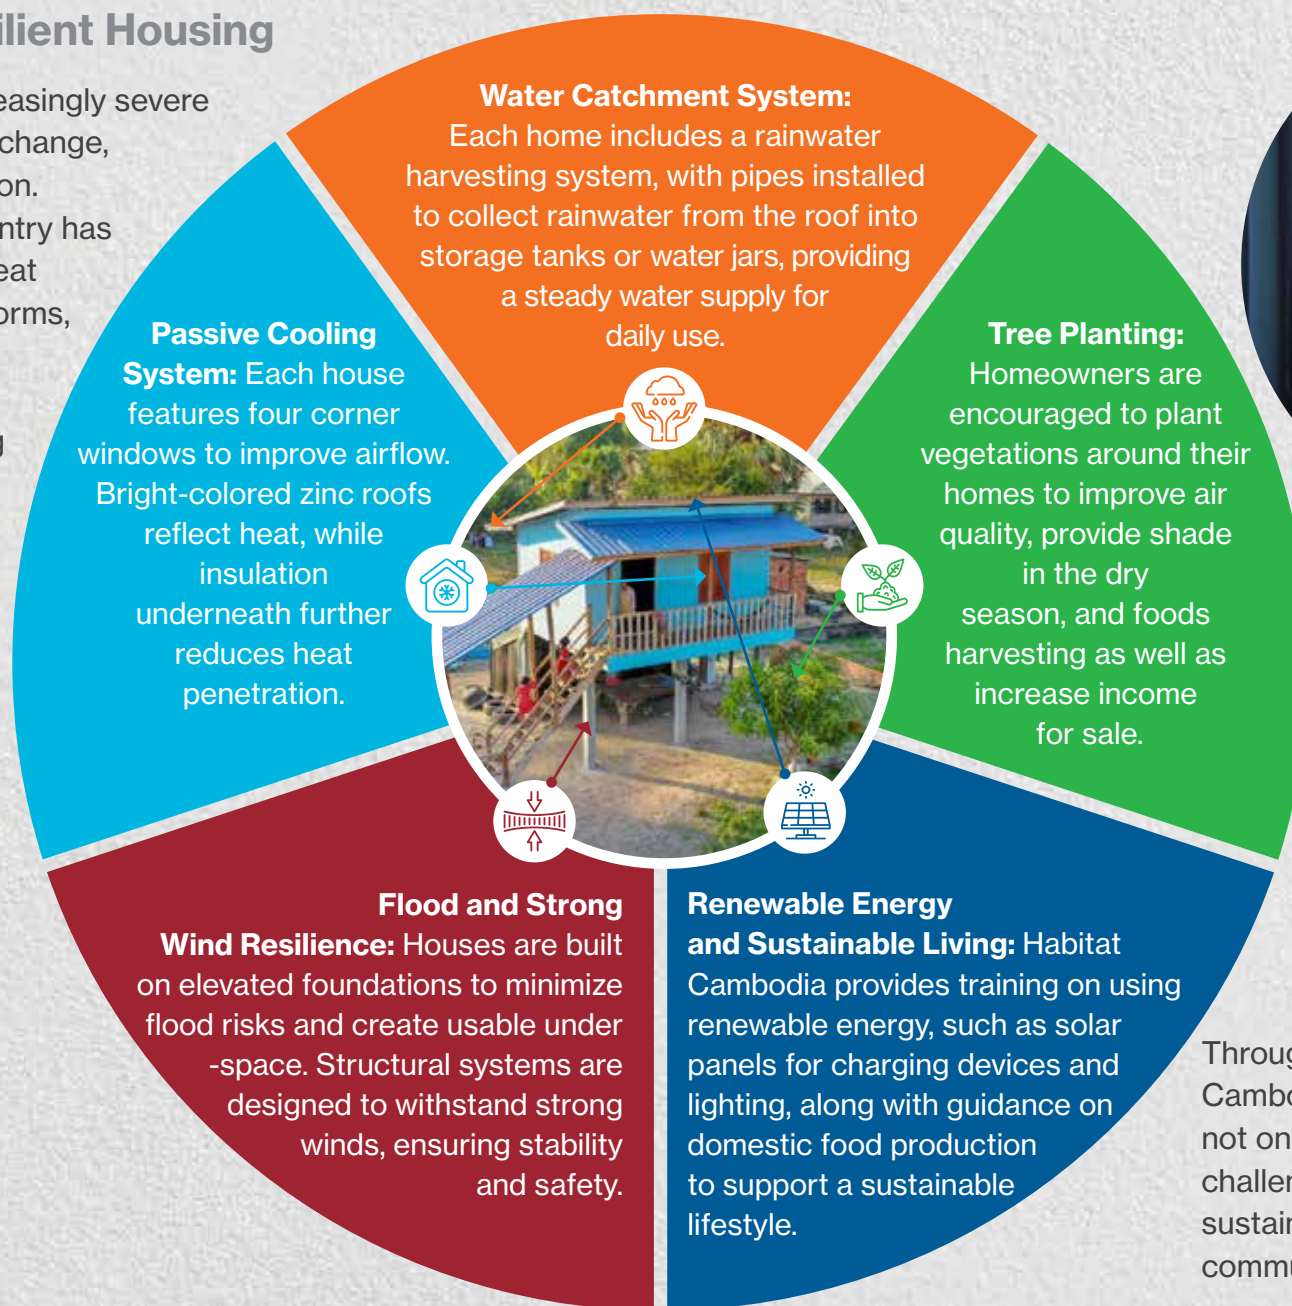 ilient Housing
easingly severe
change,
on.
ntry has
eat
orms,
g
Water Catchment System:
Each home includes a rainwater
harvesting system, with pipes installed
to collect rainwater from the roof into
storage tanks or water jars, providing
a steady water supply for
daily use.
Passive Cooling
System: Each house
features four corner
windows to improve airflow.
Bright-colored zinc roofs
reflect heat, while
insulation
underneath further
reduces heat
penetration.
Tree Planting:
Homeowners are
encouraged to plant
vegetations around their
homes to improve air
quality, provide shade
in the dry
season, and foods
harvesting as well as
increase income
for sale.
Flood and Strong
Wind Resilience: Houses are built
on elevated foundations to minimize
flood risks and create usable under
-space. Structural systems are
designed to withstand strong
winds, ensuring stability
and safety.
Renewable Energy
and Sustainable Living: Habitat
Cambodia provides training on using
renewable energy, such as solar
panels for charging devices and
lighting, along with guidance on
domestic food production
to support a sustainable
lifestyle.
Throug
Cambo
not on
challen
sustain
commu